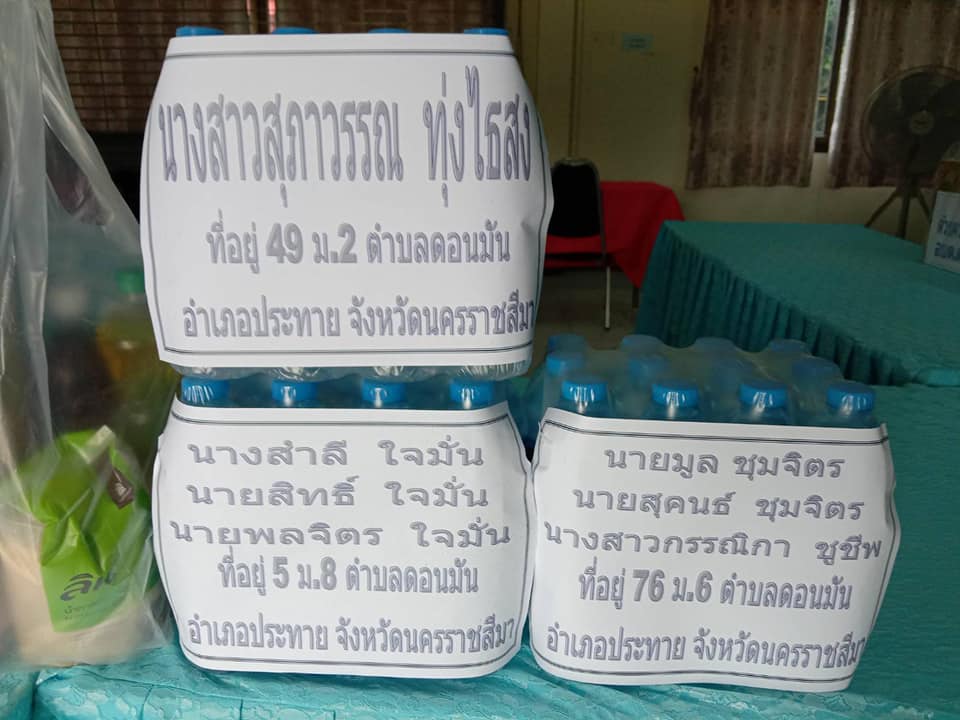 นางสาวสุภาวรรณ ทุ่งไธสง
ที่อยู่ 49 ม.2 ตำบลดอนมัน
อำเภอประทาย จังหวัดนครราชสีมา
นางสำลี ใจมั่น
นายสิทธิ์ ใจมั่น
นายพลจิตร ใจมั่น
ที่อยู่ 5 ม.8 ตำบลดอนมัน
อำเภอประทาย จังหวัดนครราชสีมา
นายมูล ชุมจิตร
นายสุคนธ์ ชุมจิตร
นางสาวกรรณิกา ชูชีพ
ที่อยู่ 76 ม.6 ตำบลดอนมัน
อำเภอประทาย จังหวัดนครราชสีมา